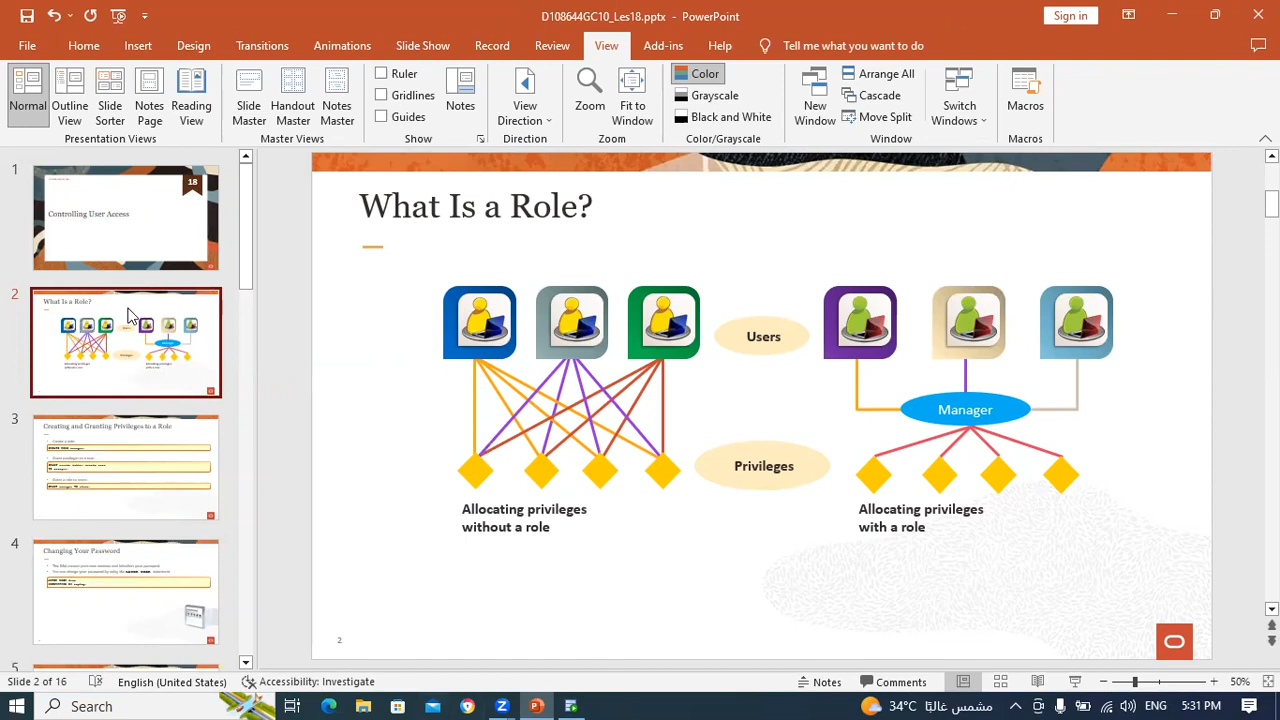 D108644GC10_Les18.pptx - PowerPoint
Sign in
File Home Insert Design Transitions Animations Slide Show Record Review View Add-ins Help Tell me what you want to do
Normal
Outline View
Slide Sorter
Notes Page
Reading View
Presentation Views
Slide Master
Handout Master
Notes Master
Master Views
Ruler
Gridlines
Guides
Notes
Show
View Direction
Direction
Zoom
Fit to Window
Zoom
Color
Grayscale
Black and White
Color/Grayscale
New Window
Arrange All
Cascade
Move Split
Switch Windows
Window
Macros
Macros
1
18
Controlling User Access
2
What Is a Role?
3
Creating and Granting Privileges to a Role
4
Changing Your Password
5
What Is a Role?
Users
Manager
Privileges
Allocating privileges
without a role
Allocating privileges
with a role
2
Slide 2 of 16 English (United States) Accessibility: Investigate Notes Comments 50%
Search
34°C مشمس غالبًا ENG 5:31 PM